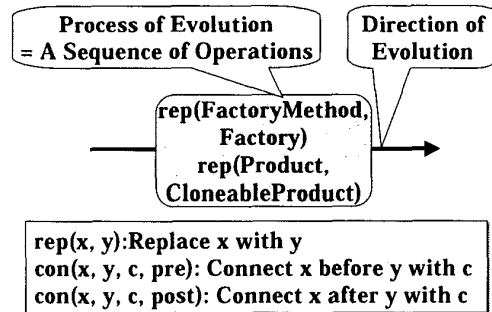 Process of Evolution
= A Sequence of Operations
Direction of
Evolution
rep(FactoryMethod,
Factory)
rep(Product,
CloneableProduct)
rep(x, y):Replace x with y
con(x, y, c, pre): Connect x before y with c
con(x, y, c, post): Connect x after y with c